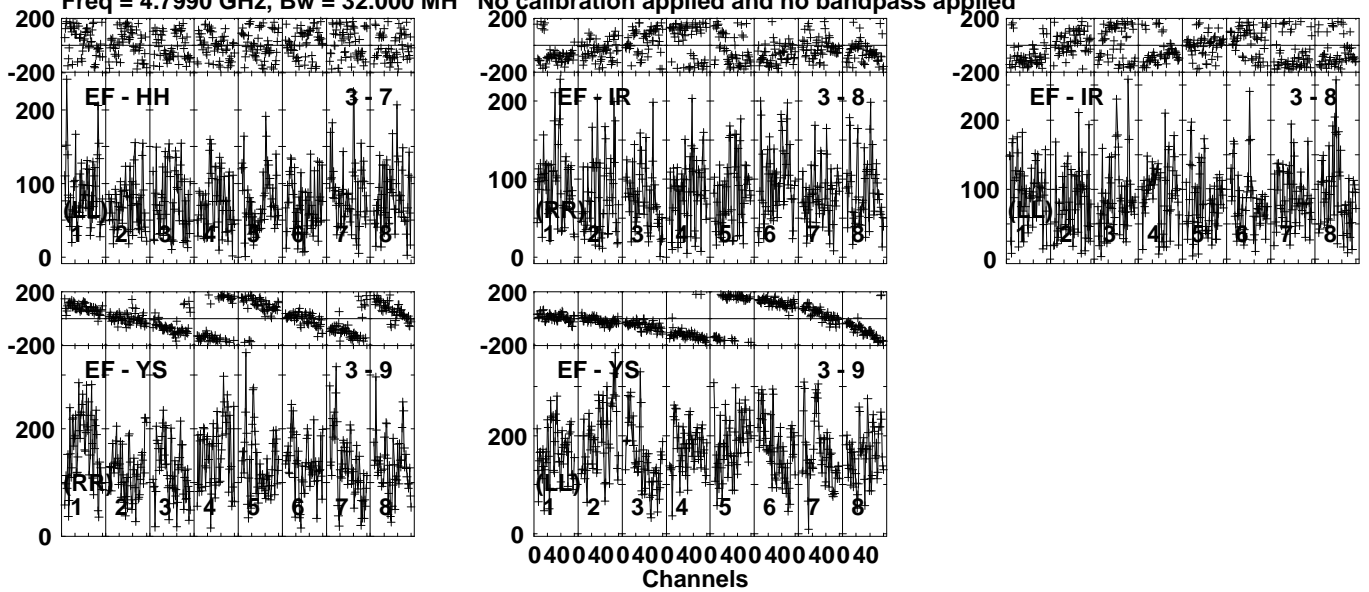 Freq = 4.7990 GHz, Bw = 32.000 MH No calibration applied and no bandpass applied
200
-200
EF - HH 3 - 7
200
100
0
(LL)
1 2 3 4 5 6 7 8
200
-200
EF - IR 3 - 8
200
100
0
(RR)
1 2 3 4 5 6 7 8
200
-200
EF - IR 3 - 8
200
100
0
(LL)
1 2 3 4 5 6 7 8
200
-200
EF - YS 3 - 9
200
0
(RR)
1 2 3 4 5 6 7 8
200
-200
EF - YS 3 - 9
200
0
(LL)
1 2 3 4 5 6 7 8
0 40 0 40 0 40 0 40 0 40 0 40 0 40 0 40
Channels